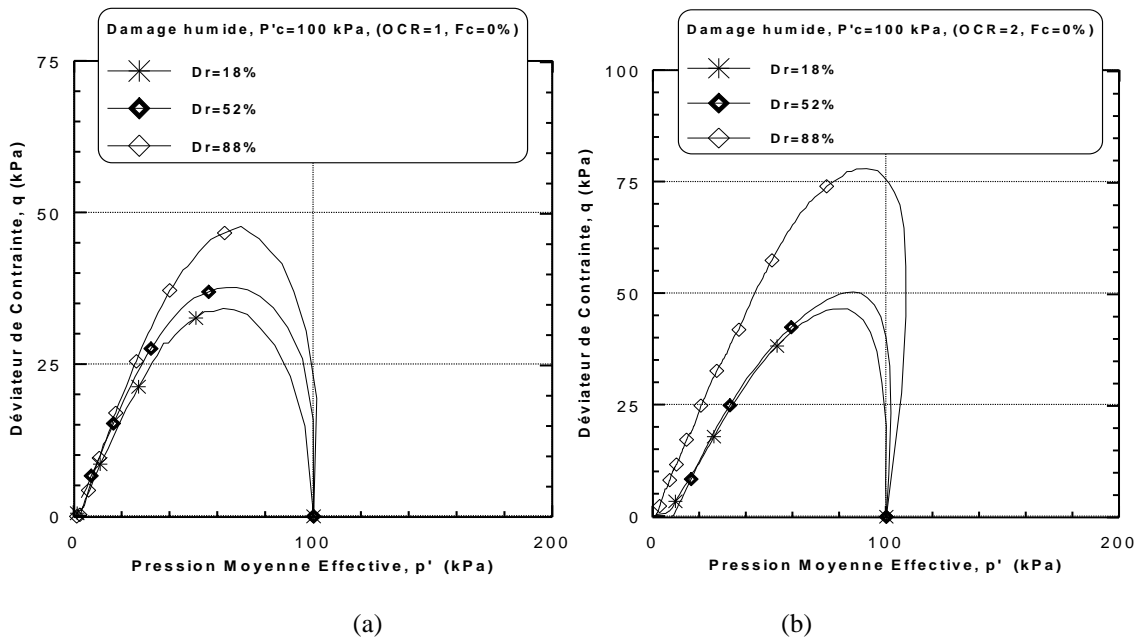 Damage humide, P'c=100 kPa, (OCR=1, Fc=0%)
Dr=18%
Dr=52%
Dr=88%
Déviateur de Contrainte, q (kPa)
75
50
25
0
0
100
200
Pression Moyenne Effective, p' (kPa)
(a)
Damage humide, P'c=100 kPa, (OCR=2, Fc=0%)
Dr=18%
Dr=52%
Dr=88%
Déviateur de Contrainte, q (kPa)
100
75
50
25
0
0
100
200
Pression Moyenne Effective, p' (kPa)
(b)